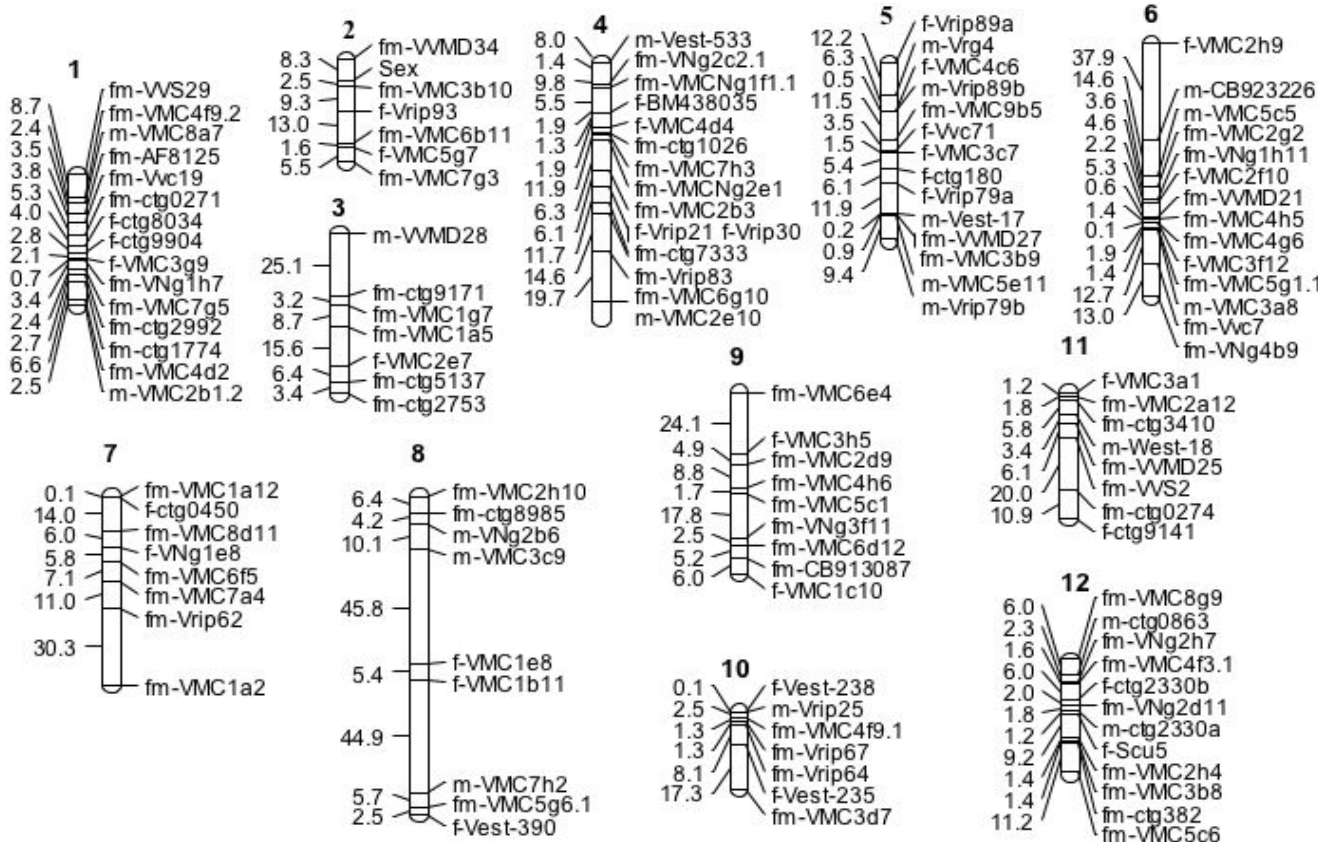 1
8.7
2.4
3.5
3.8
5.3
4.0
2.8
2.1
0.7
3.4
2.4
2.7
6.6
2.5
fm-VVS29
fm-VMC4f9.2
m-VMC8a7
fm-AF8125
fm-Vvc19
fm-ctg0271
f-ctg8034
f-ctg9904
f-VMC3g9
fm-VNg1h7
fm-VMC7g5
fm-ctg2992
fm-ctg1774
fm-VMC4d2
m-VMC2b1.2
2
8.3
2.5
9.3
13.0
1.6
5.5
fm-VVMD34
Sex
fm-VMC3b10
f-Vrip93
fm-VMC6b11
f-VMC5g7
fm-VMC7g3
3
25.1
3.2
8.7
15.6
6.4
3.4
m-VVMD28
fm-ctg9171
fm-VMC1g7
fm-VMC1a5
f-VMC2e7
fm-ctg5137
fm-ctg2753
4
8.0
1.4
9.8
5.5
1.9
1.3
1.9
11.9
6.3
6.1
11.7
14.6
19.7
m-Vest-533
fm-VNg2c2.1
fm-VMCNg1f1.1
f-BM438035
f-VMC4d4
fm-ctg1026
fm-VMC7h3
fm-VMCNg2e1
fm-VMC2b3
f-Vrip21 f-Vrip30
fm-ctg7333
fm-Vrip83
fm-VMC6g10
m-VMC2e10
5
12.2
6.3
0.5
11.5
3.5
1.5
5.4
6.1
11.9
0.2
0.9
9.4
f-Vrip89a
m-Vrg4
f-VMC4c6
m-Vrip89b
fm-VMC9b5
f-Vvc71
f-VMC3c7
f-ctg180
f-Vrip79a
m-Vest-17
fm-VVMD27
fm-VMC3b9
m-VMC5e11
m-Vrip79b
6
37.9
14.6
3.6
4.6
2.2
5.3
0.6
1.4
0.1
1.9
1.4
12.7
13.0
f-VMC2h9
m-CB923226
m-VMC5c5
fm-VMC2g2
fm-VNg1h11
f-VMC2f10
fm-VVMD21
fm-VMC4h5
fm-VMC4g6
f-VMC3f12
fm-VMC5g1.1
m-VMC3a8
fm-Vvc7
fm-VNg4b9
7
0.1
14.0
6.0
5.8
7.1
11.0
30.3
fm-VMC1a12
f-ctg0450
fm-VMC8d11
f-VNg1e8
fm-VMC6f5
fm-VMC7a4
fm-Vrip62
fm-VMC1a2
8
6.4
4.2
10.1
45.8
5.4
44.9
5.7
2.5
fm-VMC2h10
fm-ctg8985
m-VNg2b6
m-VMC3c9
f-VMC1e8
f-VMC1b11
m-VMC7h2
fm-VMC5g6.1
f-Vest-390
9
24.1
4.9
8.8
1.7
17.8
2.5
5.2
6.0
fm-VMC6e4
f-VMC3h5
fm-VMC2d9
fm-VMC4h6
fm-VMC5c1
fm-VNg3f11
fm-VMC6d12
fm-CB913087
f-VMC1c10
10
0.1
2.5
1.3
1.3
8.1
17.3
f-Vest-238
m-Vrip25
fm-VMC4f9.1
fm-Vrip67
fm-Vrip64
f-Vest-235
fm-VMC3d7
11
1.2
1.8
5.8
3.4
6.1
20.0
10.9
f-VMC3a1
fm-VMC2a12
fm-ctg3410
m-West-18
fm-VVMD25
fm-VVS2
fm-ctg0274
f-ctg9141
12
6.0
2.3
1.6
6.0
2.0
1.8
1.2
9.2
1.4
1.4
11.2
fm-VMC8g9
m-ctg0863
fm-VNg2h7
fm-VMC4f3.1
f-ctg2330b
fm-VNg2d11
m-ctg2330a
f-Scu5
fm-VMC2h4
fm-VMC3b8
fm-ctg382
fm-VMC5c6